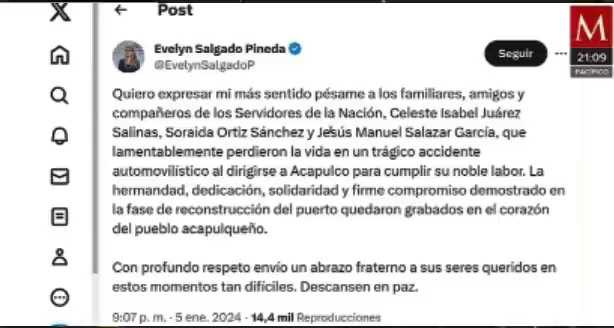 Post
M
Evelyn Salgado Pineda
Seguir
21:09
@EvelynSalgadoP
PACÍFICO
Quiero expresar mi más sentido pésame a los familiares, amigos y
compañeros de los Servidores de la Nación, Celeste Isabel Juárez
Salinas, Soraida Ortiz Sánchez y Jesús Manuel Salazar García, que
lamentablemente perdieron la vida en un trágico accidente
automovilístico al dirigirse a Acapulco para cumplir su noble labor. La
hermandad, dedicación, solidaridad y firme compromiso demostrado en
la fase de reconstrucción del puerto quedaron grabados en el corazón
del pueblo acapulqueño.
Con profundo respeto envío un abrazo fraterno a sus seres queridos en
estos momentos tan difíciles. Descansen en paz.
9:07 p. m. · 5 ene. 2024 · 14,4 mil Reproducciones